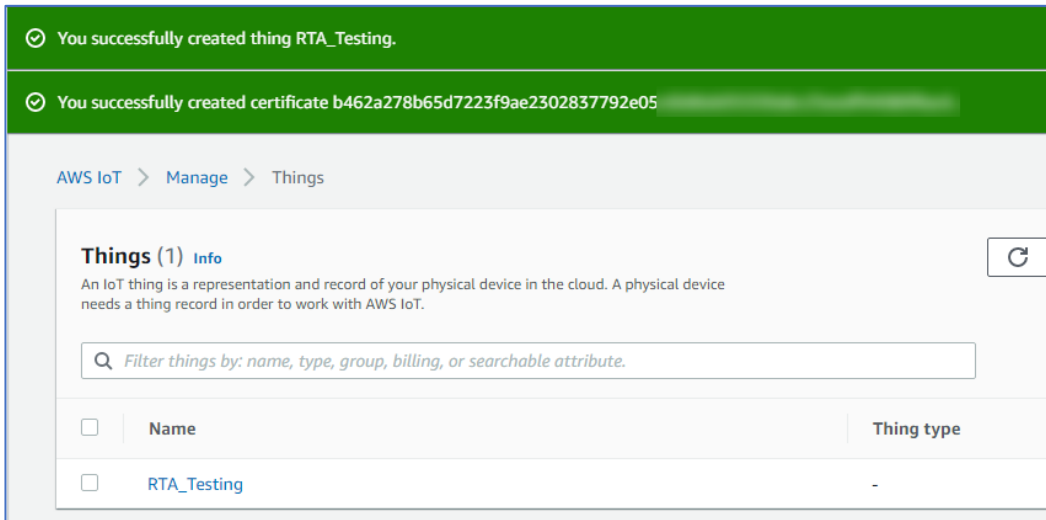 You successfully created thing RTA_Testing.
You successfully created certificate b462a278b65d7223f9ae2302837792e05
AWS IoT > Manage > Things
Things (1) Info
An IoT thing is a representation and record of your physical device in the cloud. A physical device
needs a thing record in order to work with AWS IoT.
Filter things by: name, type, group, billing, or searchable attribute.
Name Thing type
RTA_Testing -